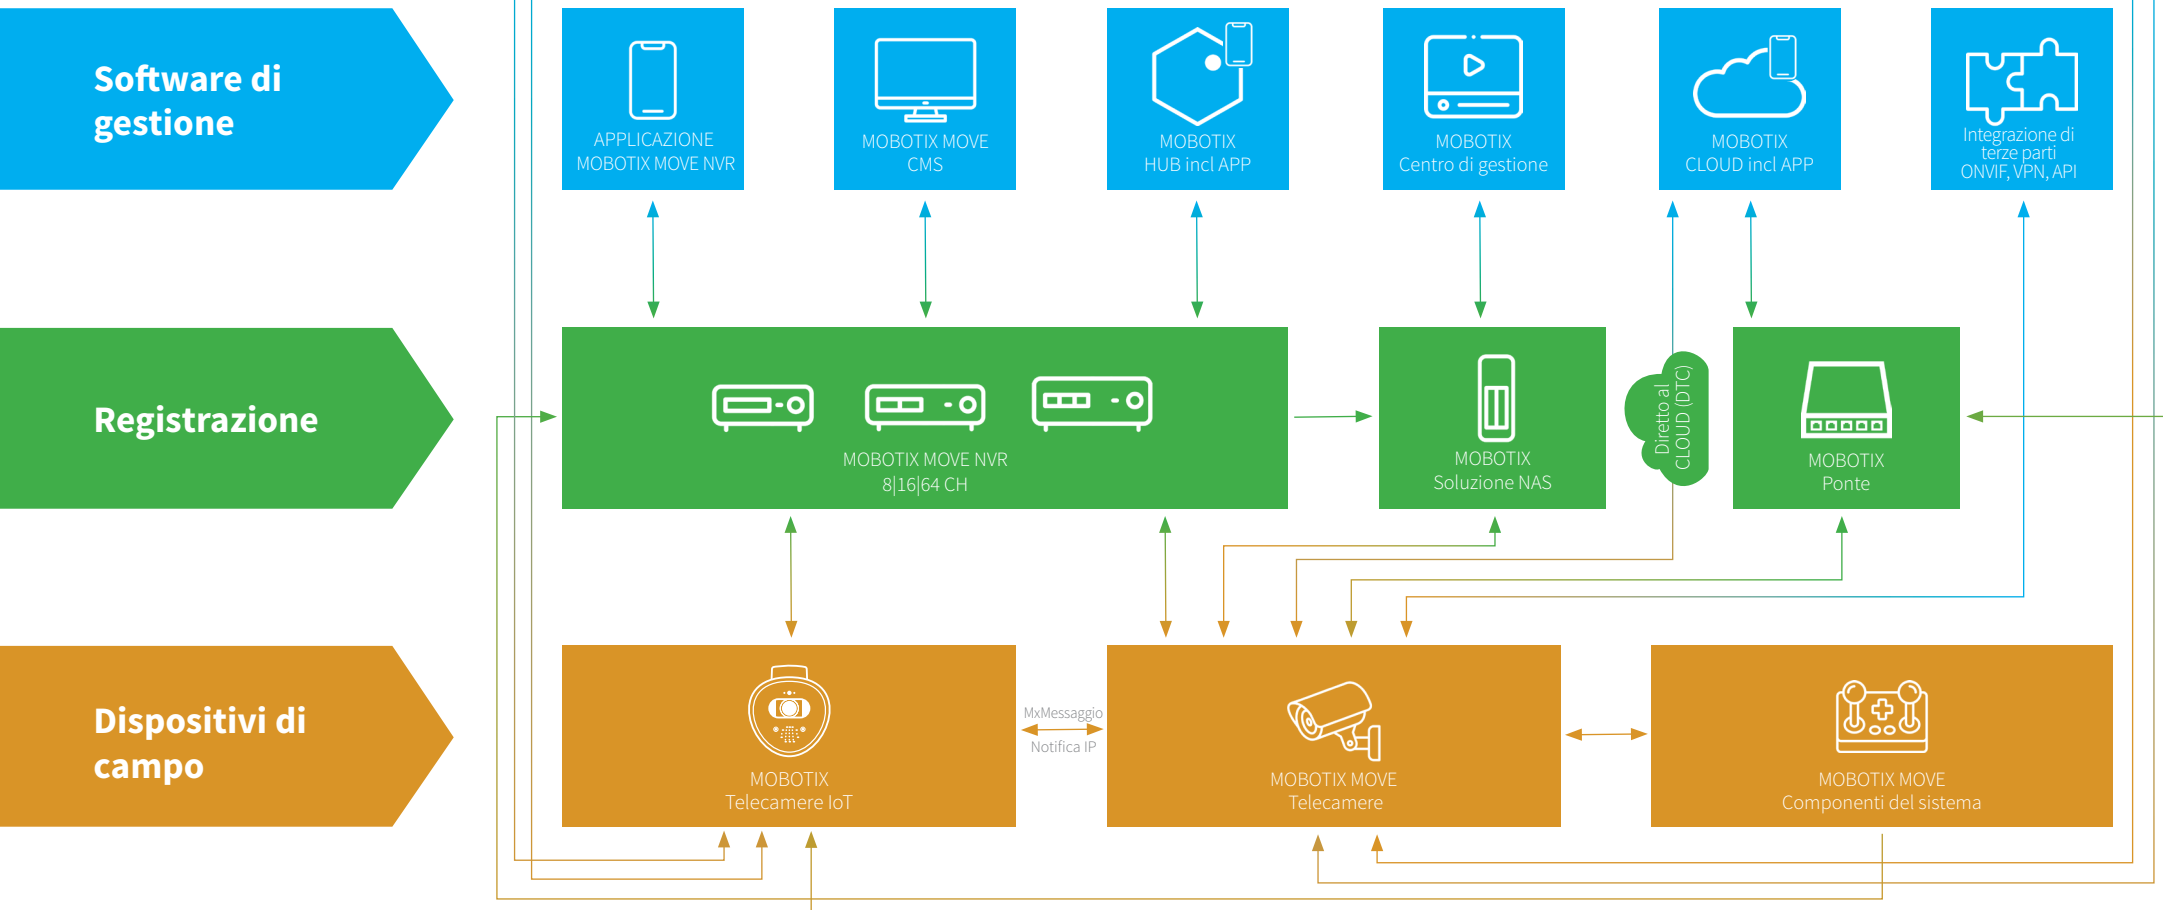 Software di
gestione
APPLICAZIONE
MOBOTIX MOVE NVR
MOBOTIX MOVE
CMS
MOBOTIX
HUB incl APP
MOBOTIX
Centro di gestione
MOBOTIX
CLOUD incl APP
Integrazione di
terze parti
ONVIF, VPN, API
Registrazione
MOBOTIX MOVE NVR
8|16|64 CH
MOBOTIX
Soluzione NAS
Diretto al
CLOUD (DTC)
MOBOTIX
Ponte
Dispositivi di
campo
MOBOTIX
Telecamere IoT
MxMessaggio
Notifica IP
MOBOTIX MOVE
Telecamere
MOBOTIX MOVE
Componenti del sistema